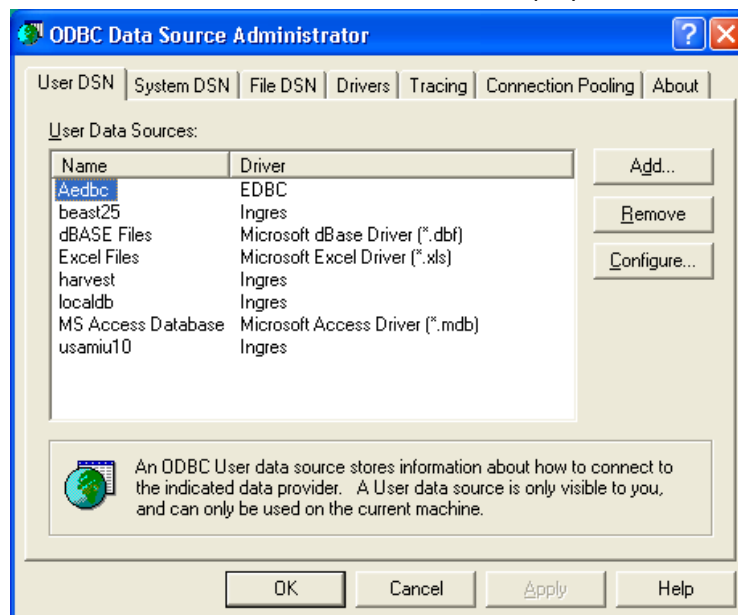 ODBC Data Source Administrator
User DSN System DSN File DSN Drivers Tracing Connection Pooling About
User Data Sources:
Name Driver
Aedbc EDBC
beast25 Ingres
dBASE Files Microsoft dBase Driver (*.dbf)
Excel Files Microsoft Excel Driver (*.xls)
harvest Ingres
localdb Ingres
MS Access Database Microsoft Access Driver (*.mdb)
usamiu10 Ingres
Add...
Remove
Configure...
An ODBC User data source stores information about how to connect to
the indicated data provider. A User data source is only visible to you,
and can only be used on the current machine.
OK Cancel Apply Help